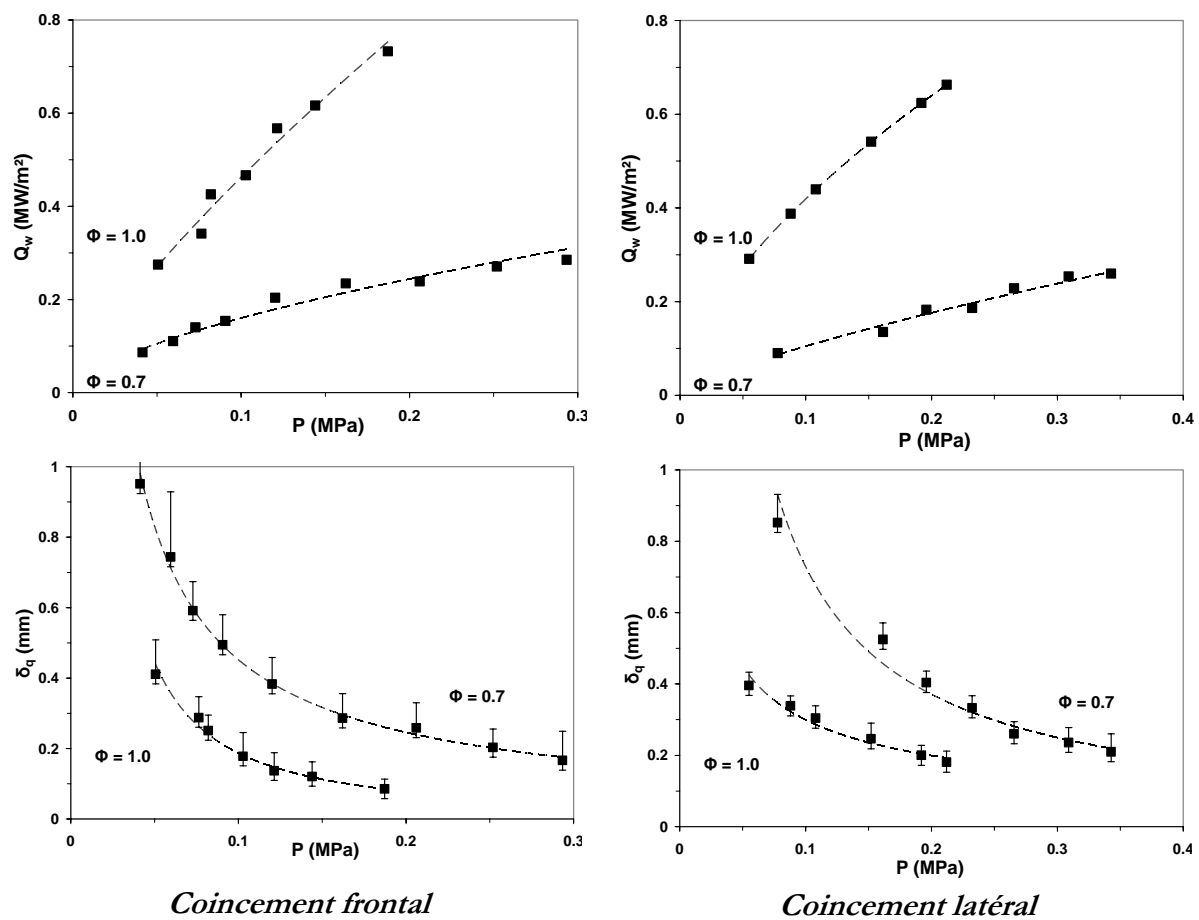 0.8
0.6
0.4
0.2
0
Q_w (MW/m²)
Φ = 1.0
Φ = 0.7
0
0.1
0.2
0.3
P (MPa)
0.8
0.6
0.4
0.2
0
Q_w (MW/m²)
Φ = 1.0
Φ = 0.7
0
0.1
0.2
0.3
0.4
P (MPa)
1
0.8
0.6
0.4
0.2
0
δ_q (mm)
Φ = 0.7
Φ = 1.0
0
0.1
0.2
0.3
P (MPa)
1
0.8
0.6
0.4
0.2
0
δ_q (mm)
Φ = 0.7
Φ = 1.0
0
0.1
0.2
0.3
0.4
P (MPa)
Coincement frontal
Coincement latéral